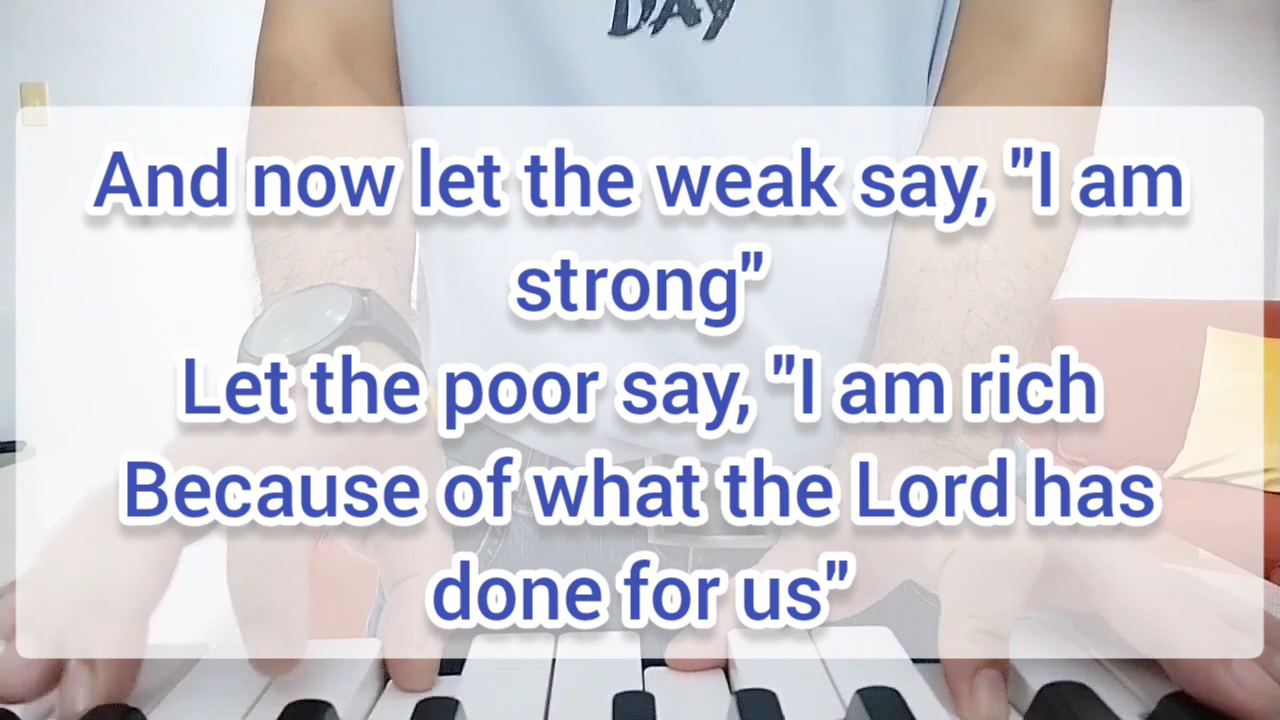 DAY
And now let the weak say, "I am
strong"
Let the poor say, "I am rich
Because of what the Lord has
done for us"